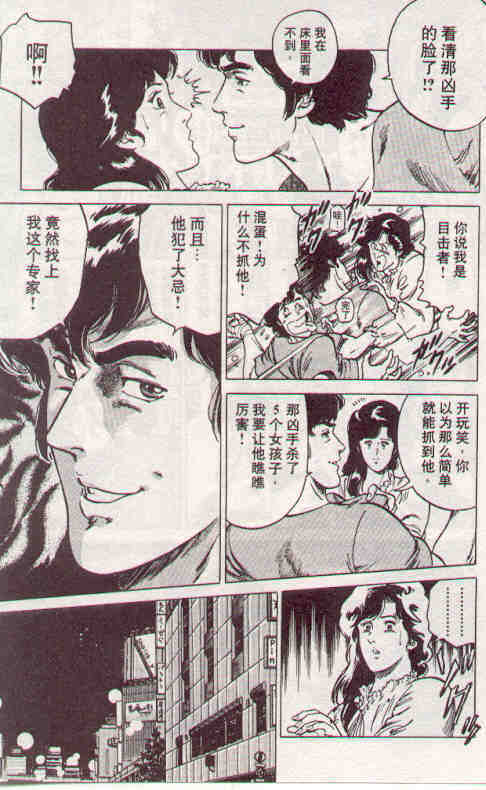 看清那凶手
的脸了!?
我在
床里面看
不到。
啊!!
你说我是
目击者！
哇！
完了
混蛋！为
什么不抓他！
而且…
他犯了大忌！
竟然找上
我这个专家！
开玩笑，你
以为那么简单
就能抓到他。
那凶手杀了
5个女孩子，
我要让他瞧瞧
厉害！
…………
…………